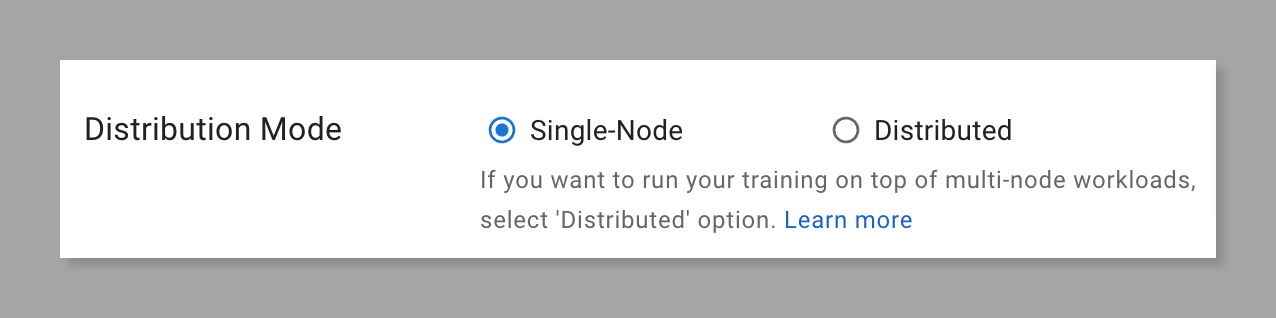 Distribution Mode
Single-Node
Distributed
If you want to run your training on top of multi-node workloads,
select 'Distributed' option. Learn more